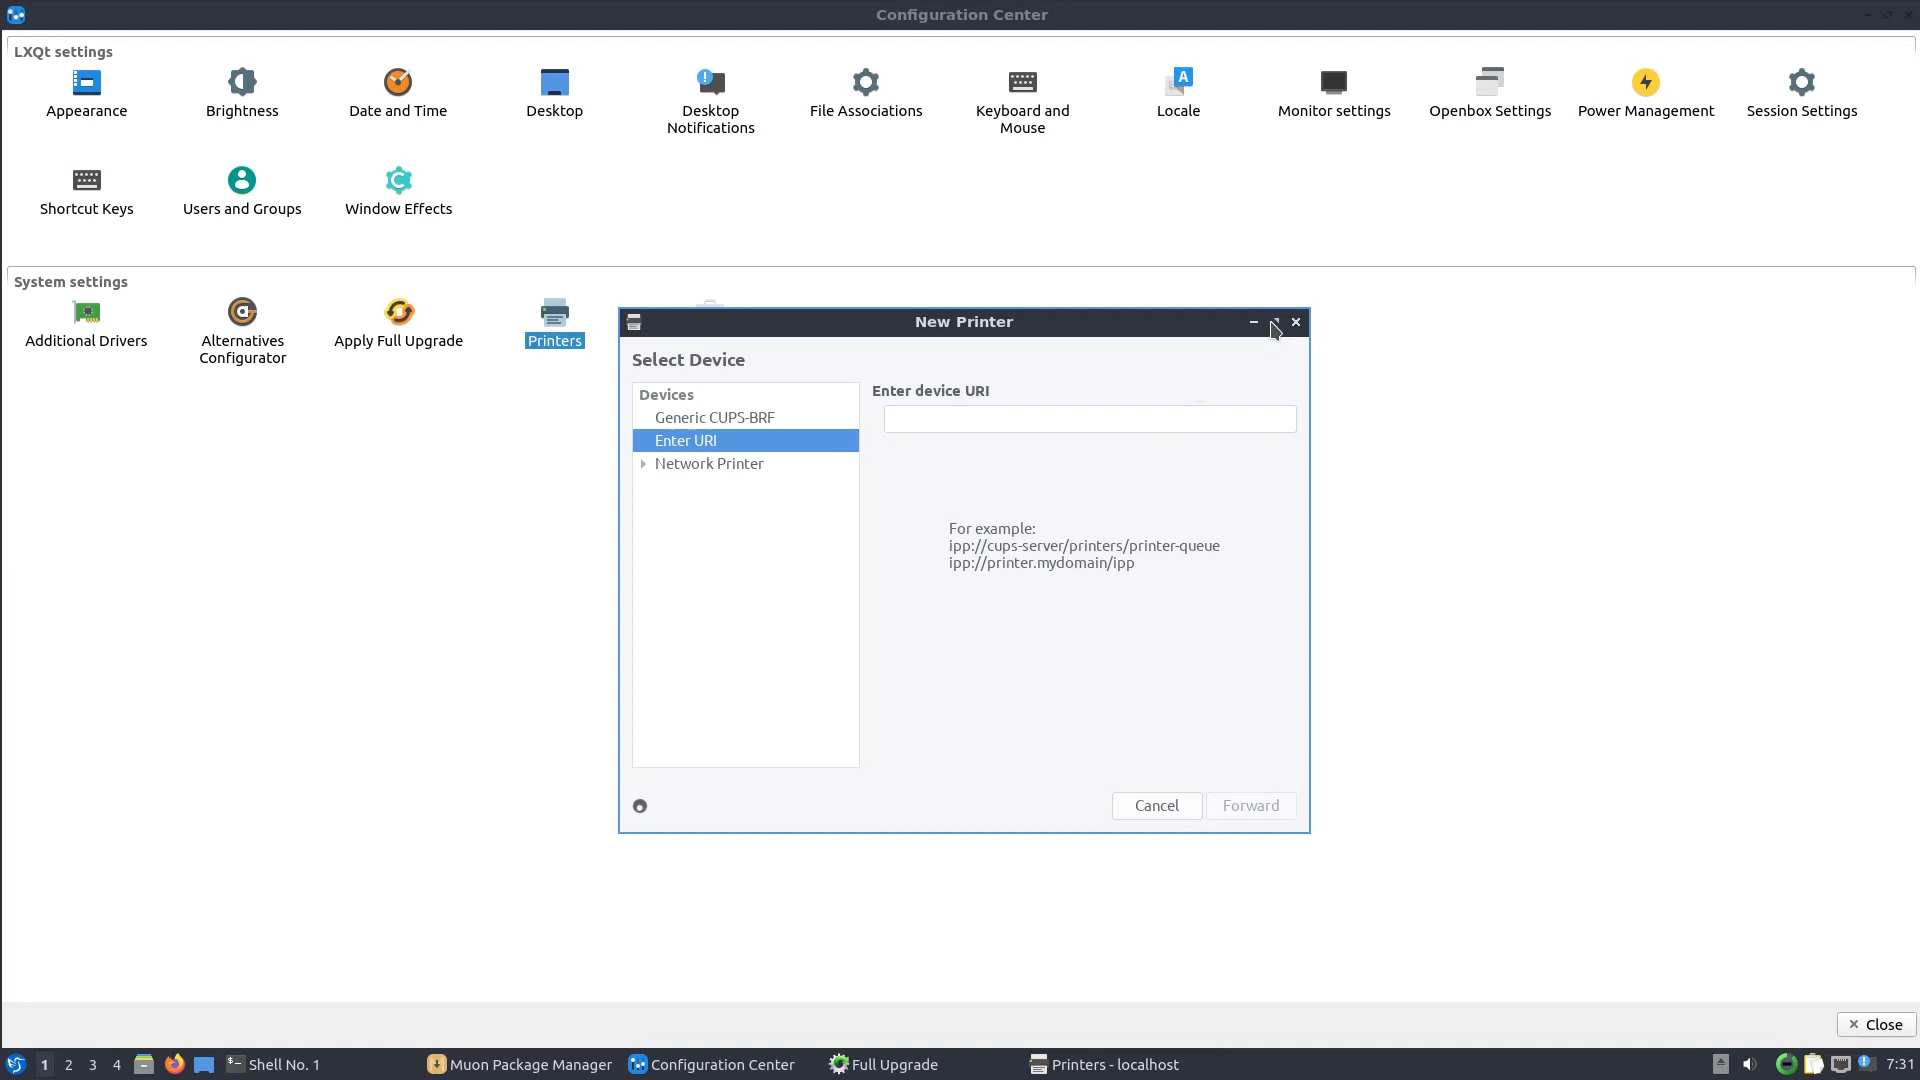 Configuration Center
LXQt settings
Appearance
Brightness
Date and Time
Desktop
Desktop
Notifications
File Associations
Keyboard and
Mouse
Locale
Monitor settings
Openbox Settings
Power Management
Session Settings
Shortcut Keys
Users and Groups
Window Effects
System settings
Additional Drivers
Alternatives
Configurator
Apply Full Upgrade
Printers
New Printer
Select Device
Devices
Generic CUPS-BRF
Enter URI
Network Printer
Enter device URI
For example:
ipp://cups-server/printers/printer-queue
ipp://printer.mydomain/ipp
Cancel
Forward
Close
1 2 3 4
Shell No. 1
Muon Package Manager
Configuration Center
Full Upgrade
Printers - localhost
7:31